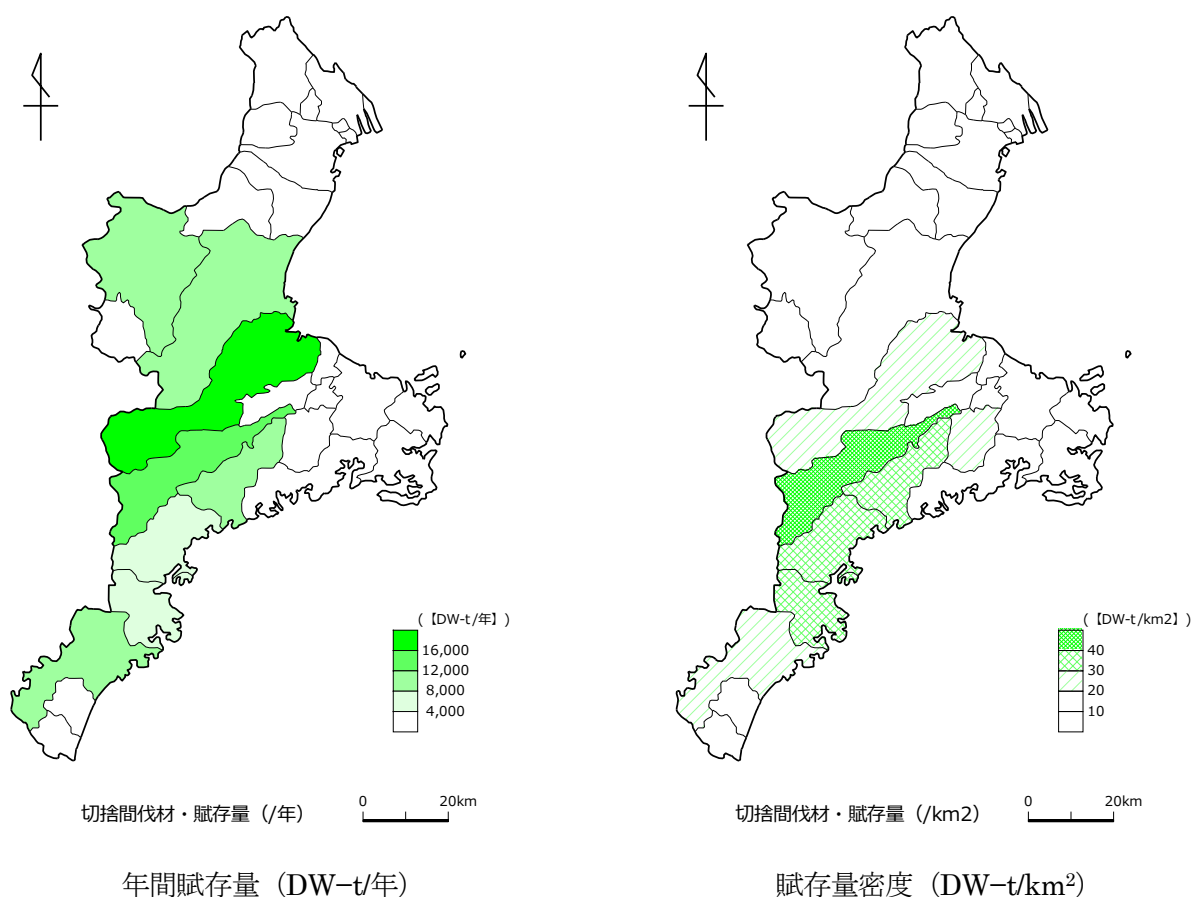 (【DW-t/年】)
16,000
12,000
8,000
4,000
切捨間伐材・賦存量（/年）
0 20km
年間賦存量（DW−t/年）
(【DW-t/km2】)
40
30
20
10
切捨間伐材・賦存量（/km2）
0 20km
賦存量密度（DW−t/km²）